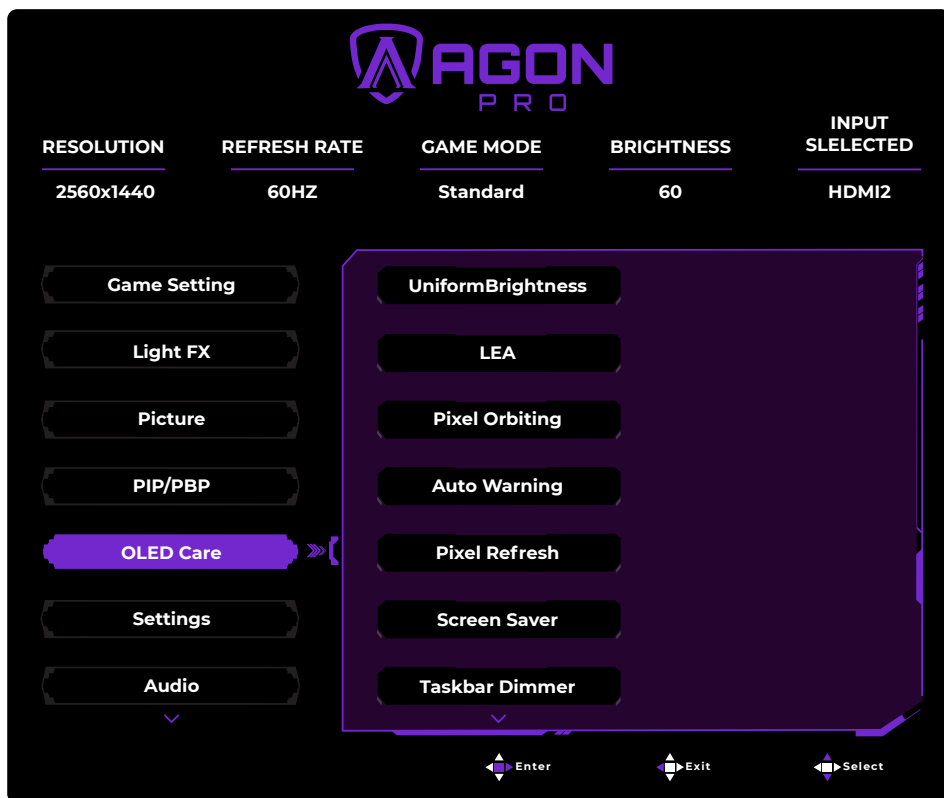 AGON
PRO
RESOLUTION
REFRESH RATE
GAME MODE
BRIGHTNESS
INPUT
SLELECTED
2560x1440
60HZ
Standard
60
HDMI2
Game Setting
Light FX
Picture
PIP/PBP
OLED Care
Settings
Audio
UniformBrightness
LEA
Pixel Orbiting
Auto Warning
Pixel Refresh
Screen Saver
Taskbar Dimmer
Enter
Exit
Select